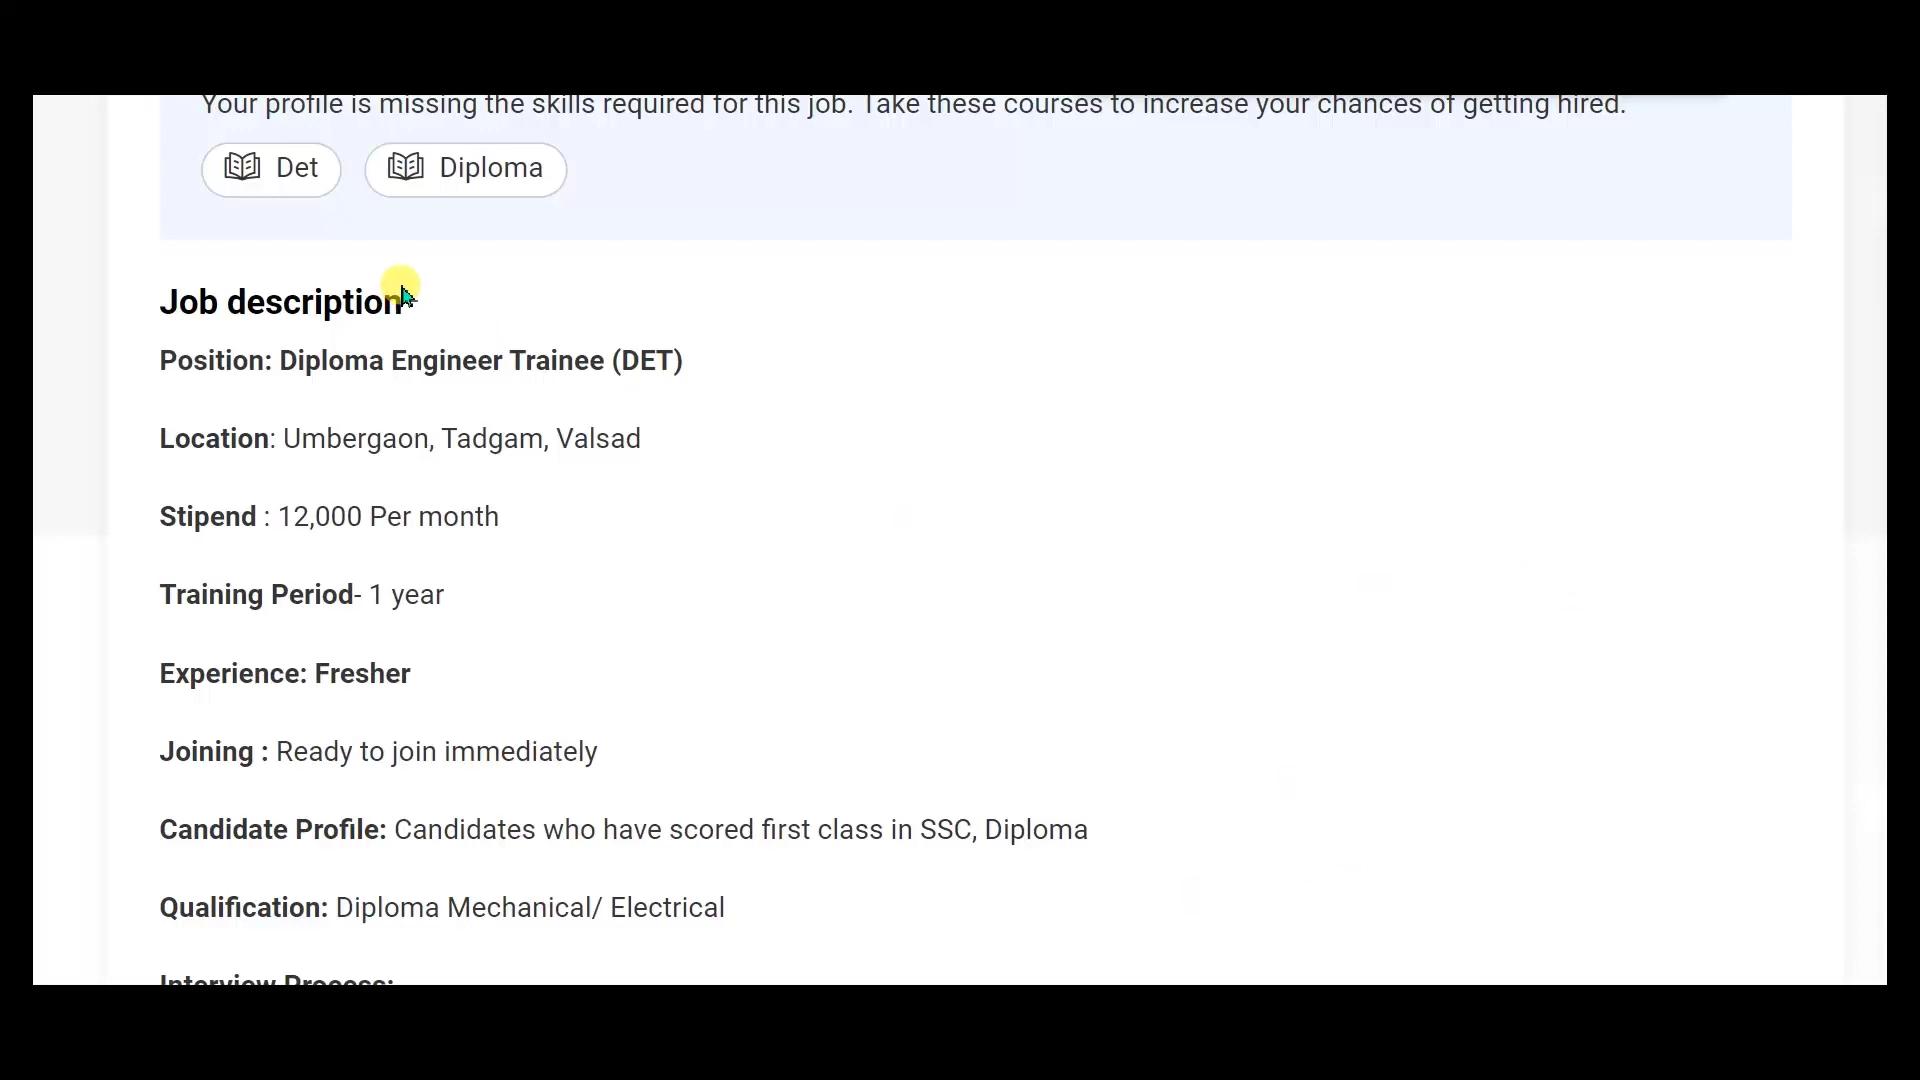 Your profile is missing the skills required for this job. Take these courses to increase your chances of getting hired.
Det
Diploma
Job description
Position: Diploma Engineer Trainee (DET)
Location: Umbergaon, Tadgam, Valsad
Stipend : 12,000 Per month
Training Period- 1 year
Experience: Fresher
Joining : Ready to join immediately
Candidate Profile: Candidates who have scored first class in SSC, Diploma
Qualification: Diploma Mechanical/ Electrical
Interview Process: